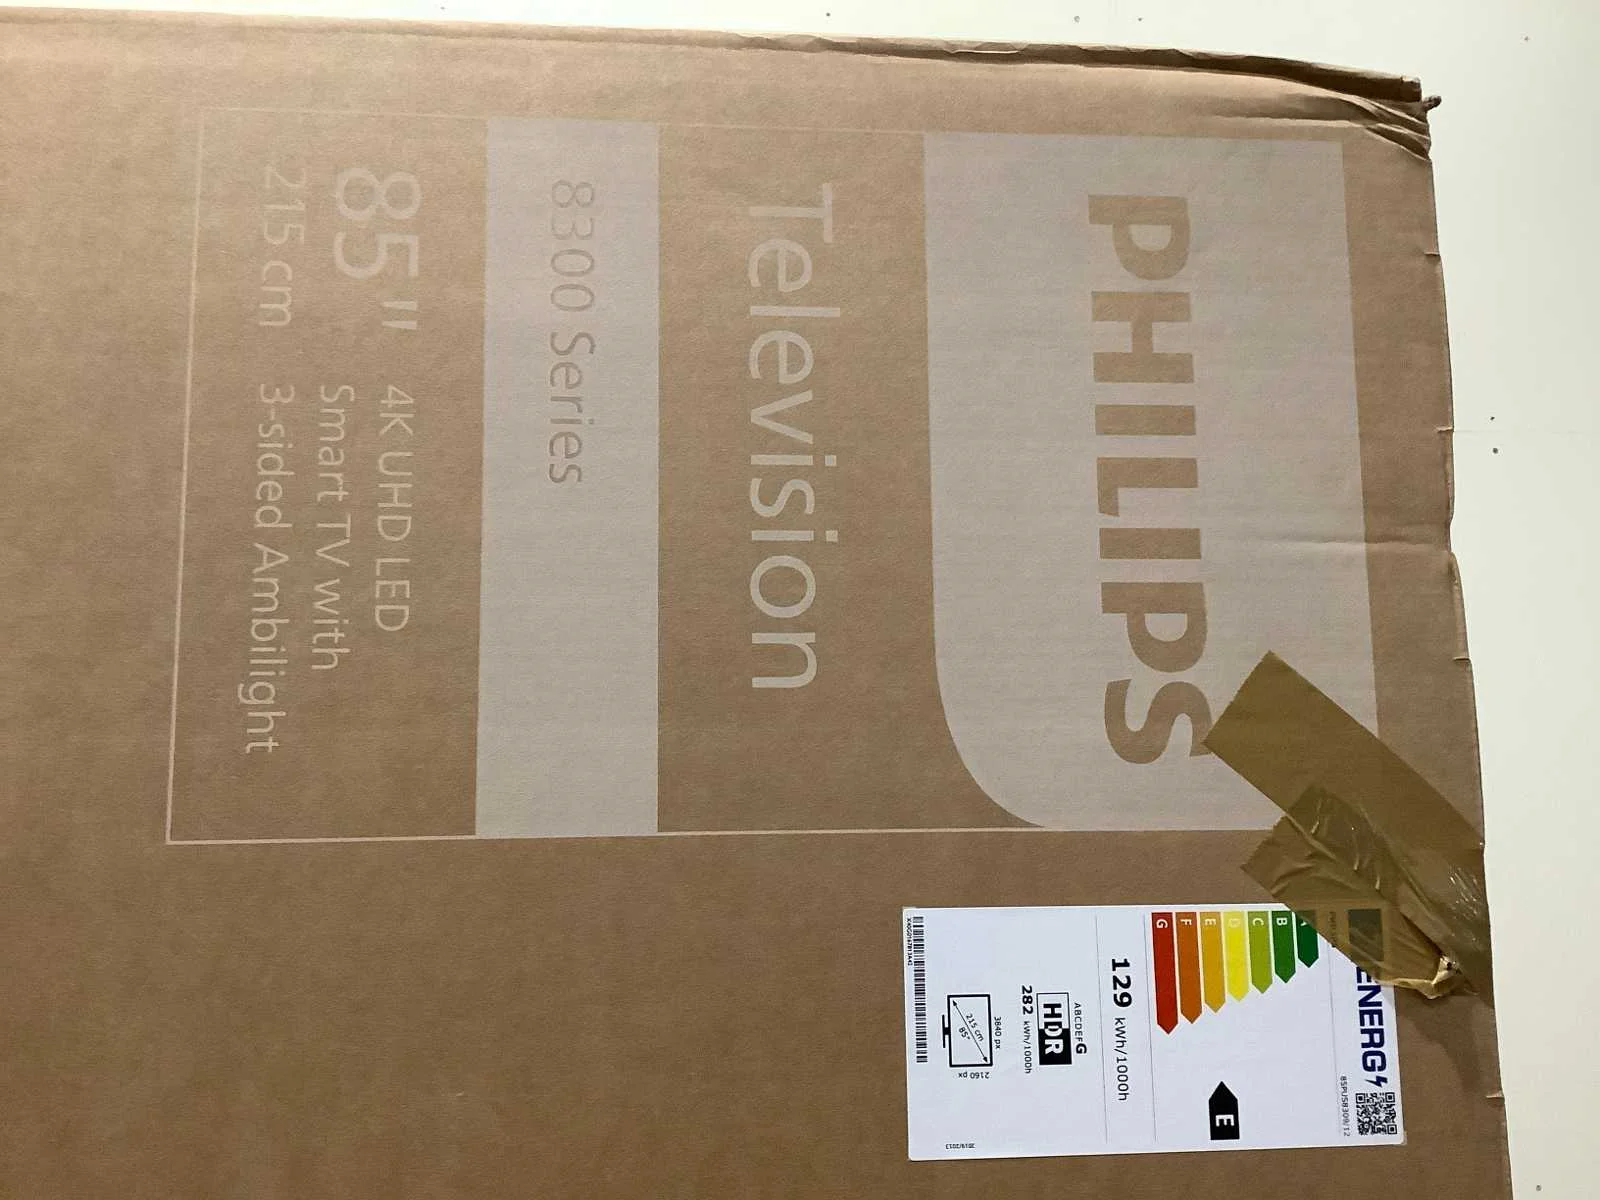 PHILIPS
Television
8300 Series
85"
215 cm
4K UHD LED
Smart TV with
3-sided Ambilight
ENERG
85PUS8309/12
A
B
C
D
E
F
G
E
129 kWh/1000h
ABCDEFG
HDR
282 kWh/1000h
3840 px
2160 px
215 cm
85"
2019/2013